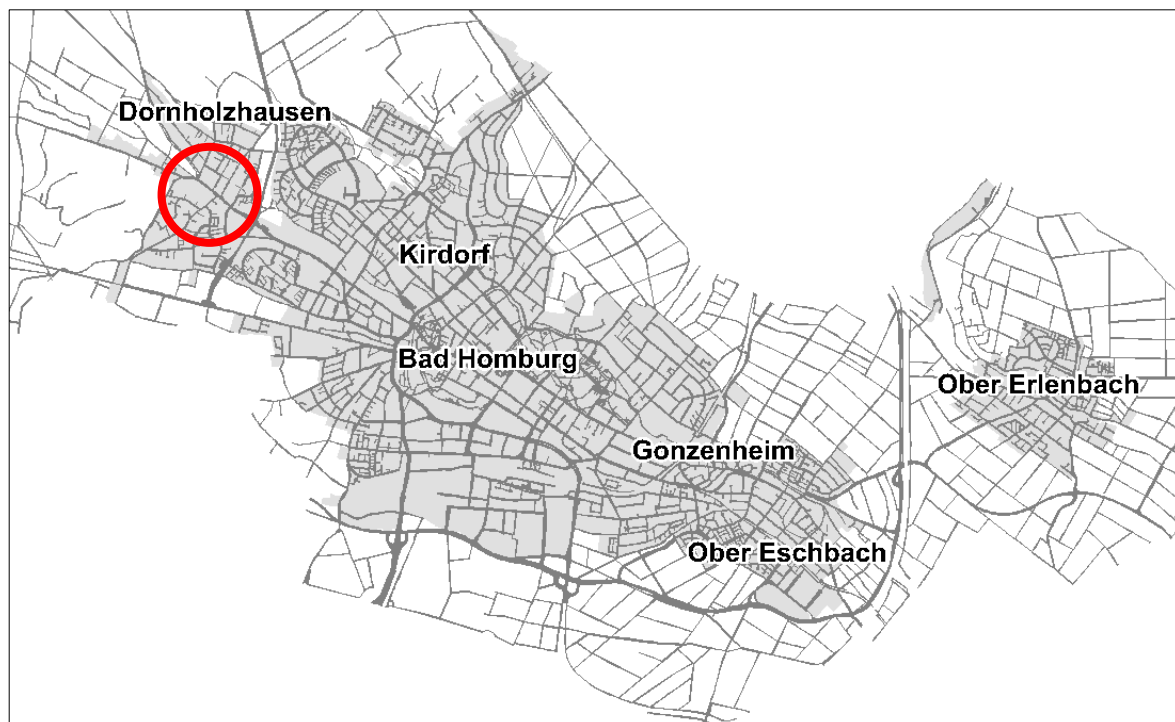 Dornholzhausen
Kirdorf
Bad Homburg
Ober Erlenbach
Gonzenheim
Ober Eschbach